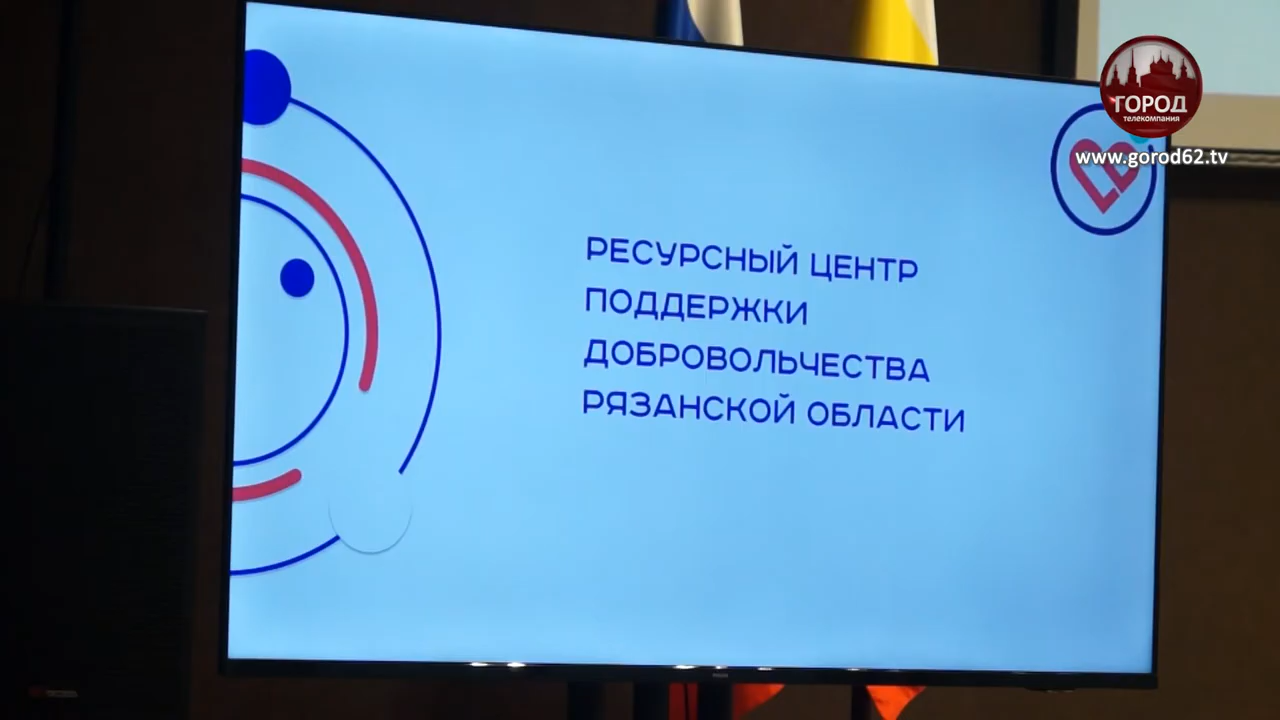 ГОРОД
телекомпания
www.gorod62.tv
РЕСУРСНЫЙ ЦЕНТР
ПОДДЕРЖКИ
ДОБРОВОЛЬЧЕСТВА
РЯЗАНСКОЙ ОБЛАСТИ